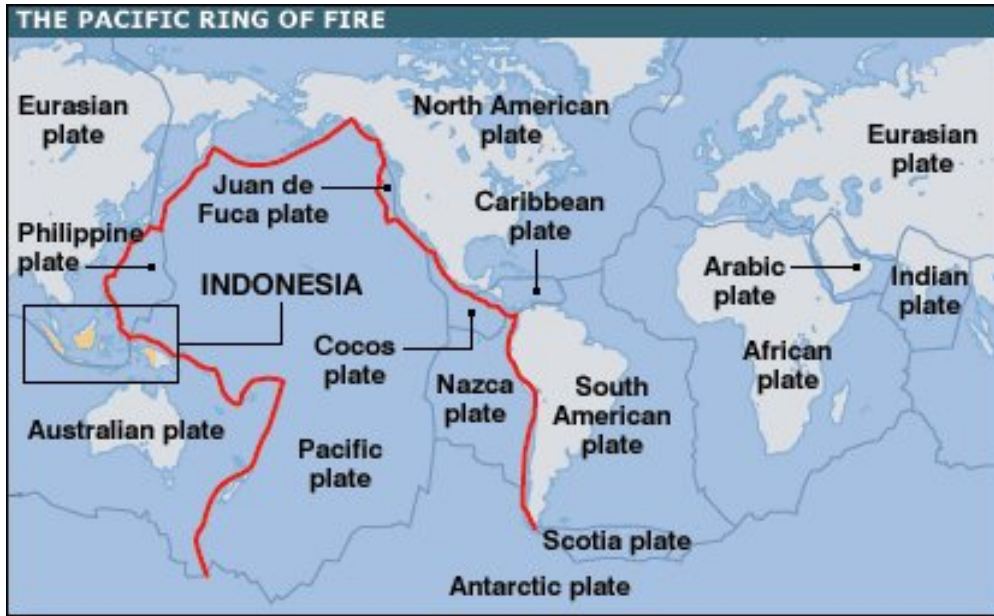 THE PACIFIC RING OF FIRE
Eurasian
plate
North American
plate
Eurasian
plate
Juan de
Fuca plate
Caribbean
plate
Philippine
plate
INDONESIA
Arabic
plate
Indian
plate
Cocos
plate
African
plate
Nazca
plate
South
American
plate
Australian plate
Pacific
plate
Scotia plate
Antarctic plate